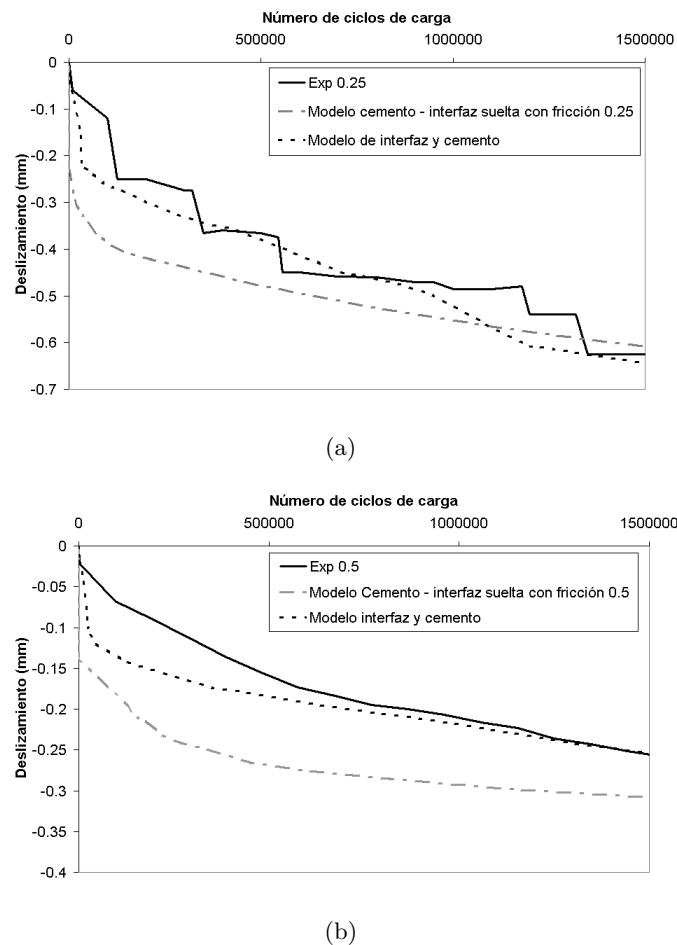 Número de ciclos de carga
0 500000 1000000 1500000
0
-0.1
-0.2
-0.3
-0.4
-0.5
-0.6
-0.7
Deslizamiento (mm)
Exp 0.25
Modelo cemento - interfaz suelta con fricción 0.25
Modelo de interfaz y cemento
(a)
Número de ciclos de carga
0 500000 1000000 1500000
0
-0.05
-0.1
-0.15
-0.2
-0.25
-0.3
-0.35
-0.4
Deslizamiento (mm)
Exp 0.5
Modelo Cemento - interfaz suelta con fricción 0.5
Modelo interfaz y cemento
(b)